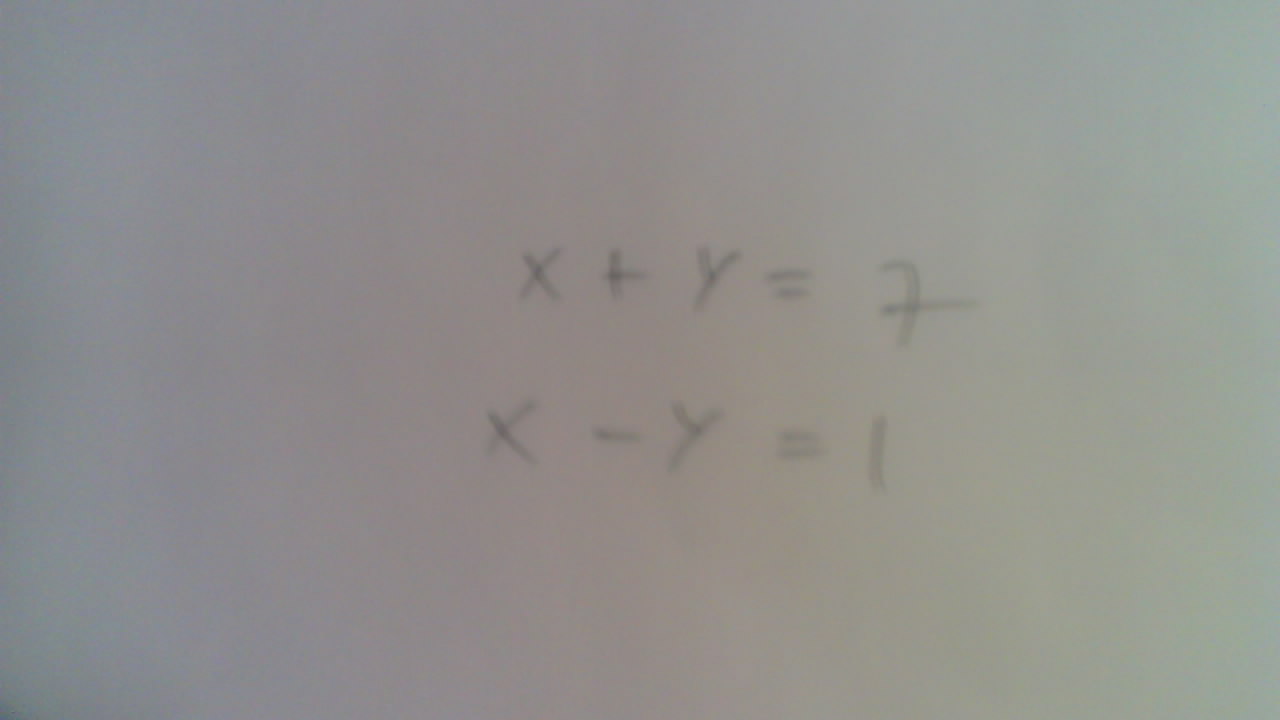 x + y = 7
x - y = 1